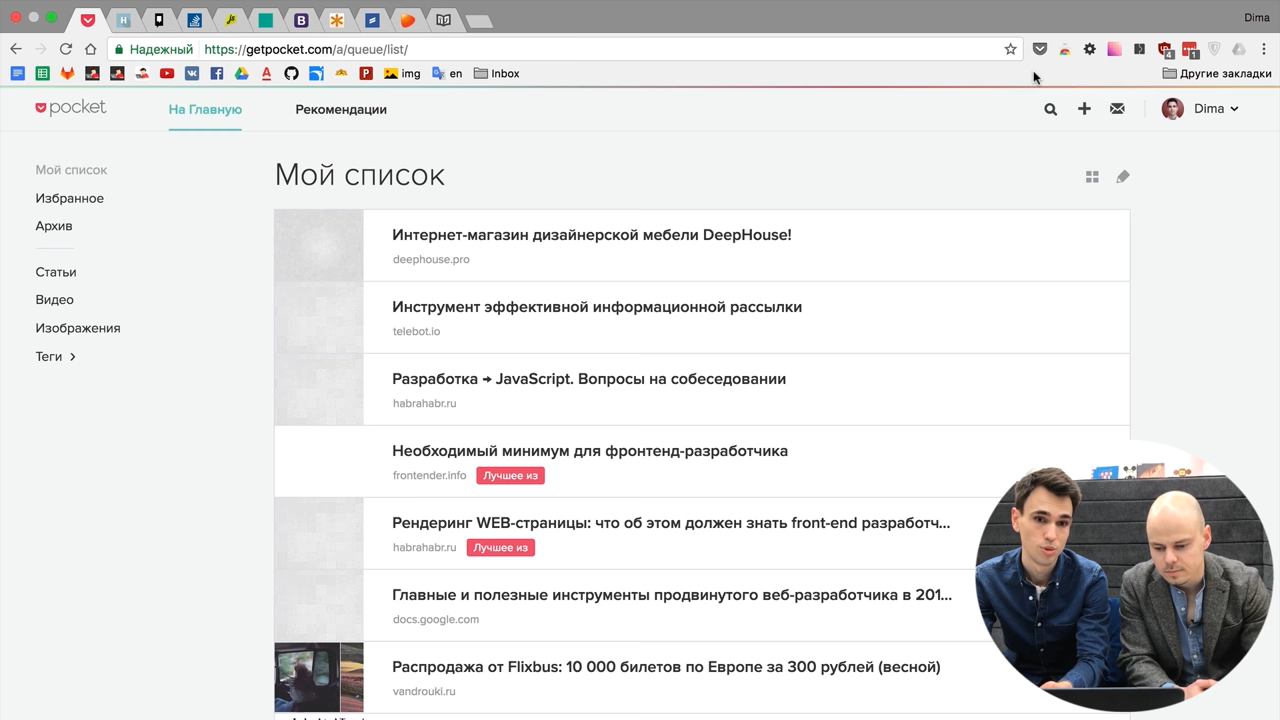 Dima
Надежный
https://getpocket.com/a/queue/list/
img
en
Inbox
Другие закладки
pocket
На Главную
Рекомендации
Dima
Мой список
Избранное
Архив
Статьи
Видео
Изображения
Теги
Мой список
Интернет-магазин дизайнерской мебели DeepHouse!
deephouse.pro
Инструмент эффективной информационной рассылки
telebot.io
Разработка → JavaScript. Вопросы на собеседовании
habrahabr.ru
Необходимый минимум для фронтенд-разработчика
frontender.info
Лучшее из
Рендеринг WEB-страницы: что об этом должен знать front-end разработч...
habrahabr.ru
Лучшее из
Главные и полезные инструменты продвинутого веб-разработчика в 201...
docs.google.com
Распродажа от Flixbus: 10 000 билетов по Европе за 300 рублей (весной)
vandrouki.ru